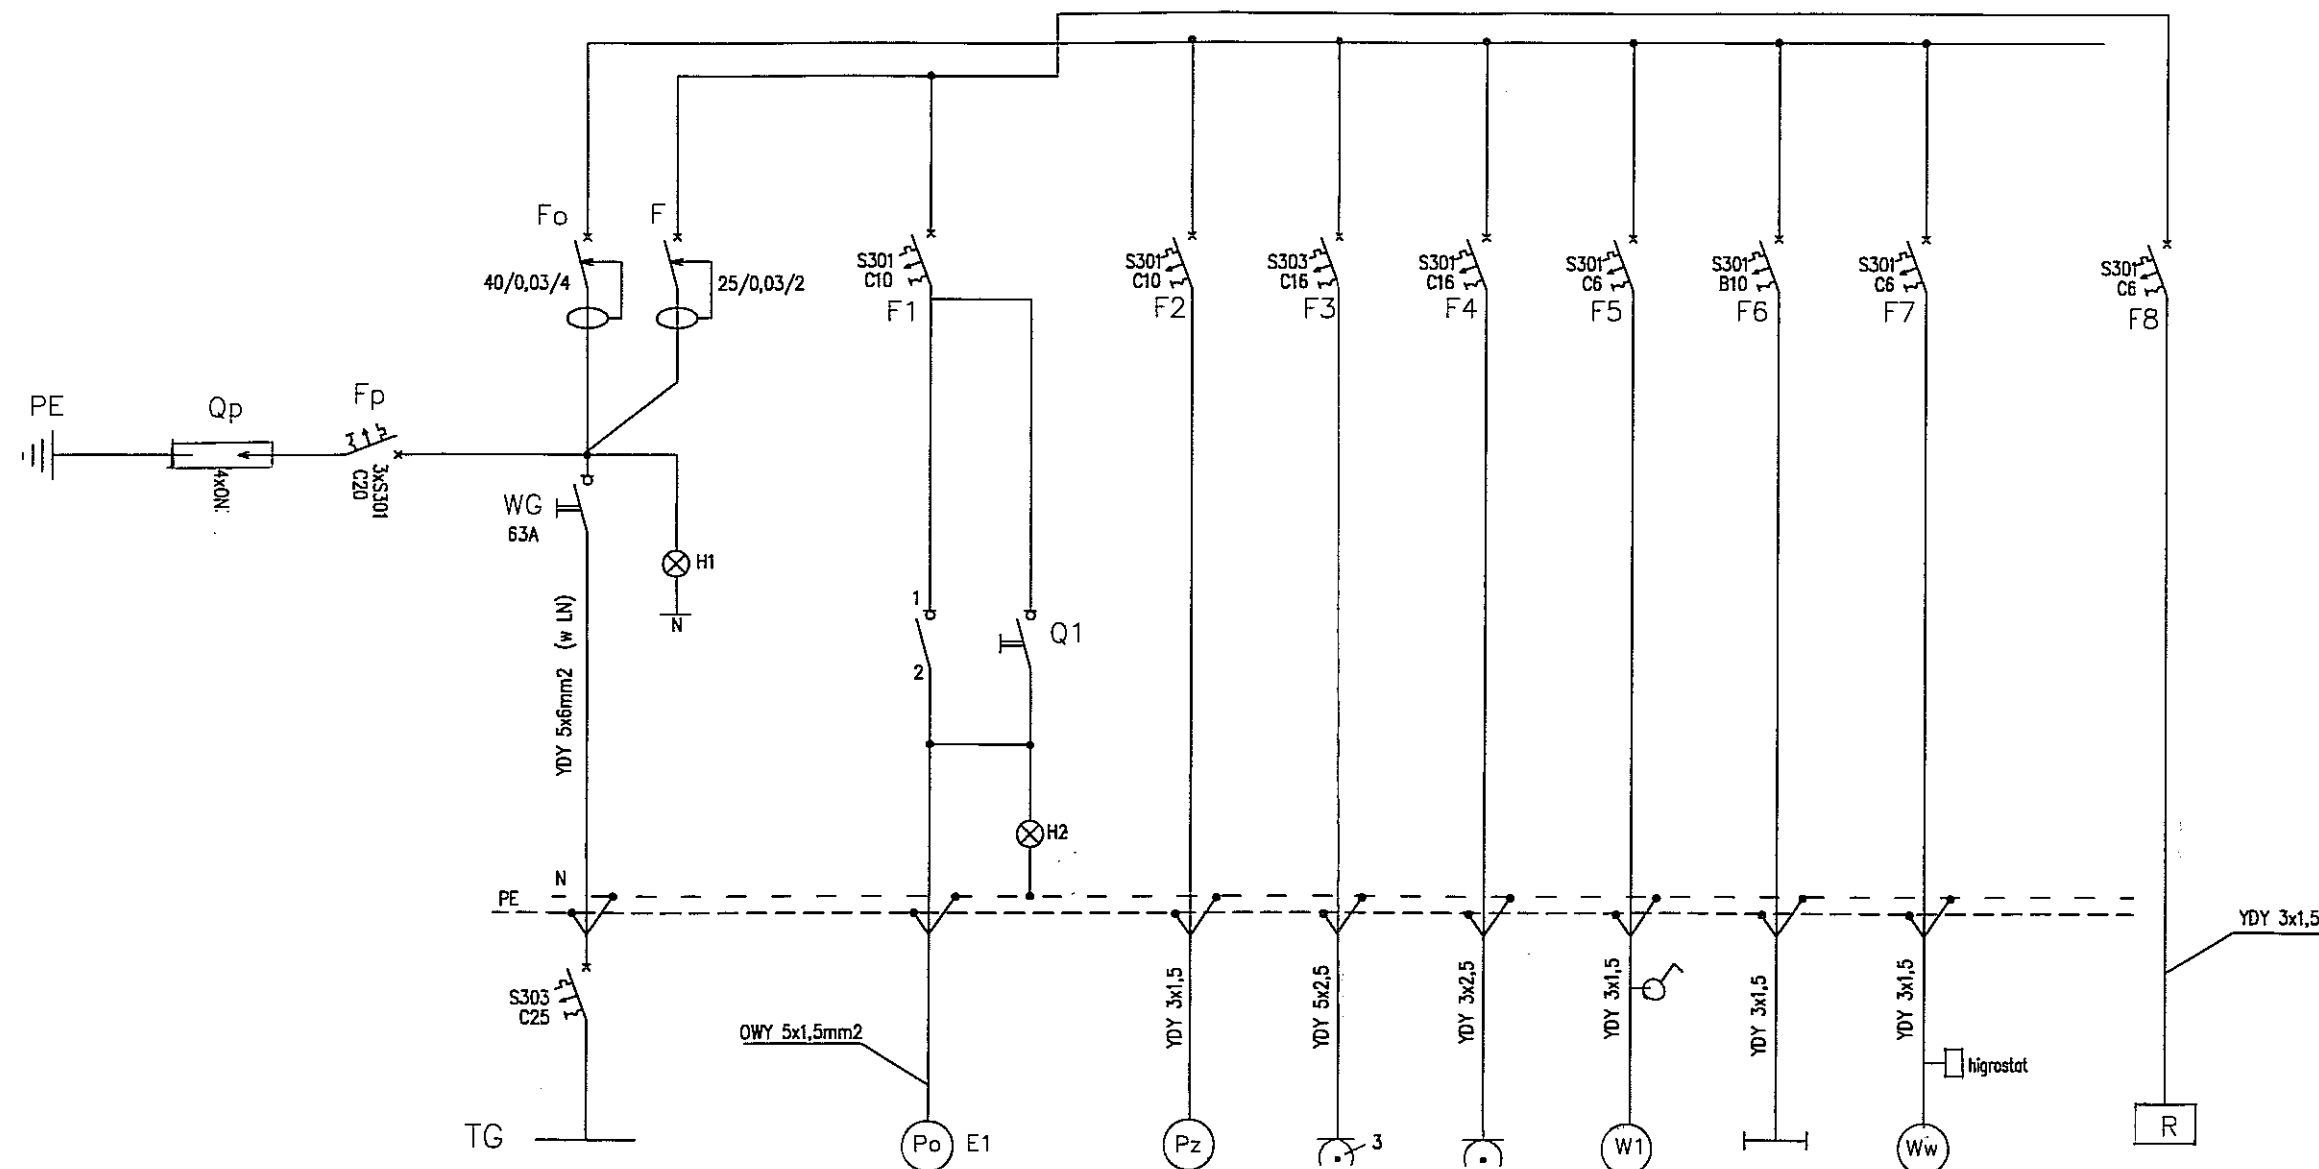 Fo
F
40/0,03/4
25/0,03/2
S301
C10
F1
S301
C10
F2
S303
C16
F3
S301
C16
F4
S301
C6
F5
S301
B10
F6
S301
C6
F7
S301
C6
F8
PE
Qp
Fp
4xON
3xS301
C20
WG
63A
H1
N
1
2
Q1
YDY 5x6mm2 (w LN)
H2
N
PE
S303
C25
OWY 5x1,5mm2
YDY 3x1,5
YDY 5x2,5
YDY 3x2,5
YDY 3x1,5
YDY 3x1,5
YDY 3x1,5
YDY 3x1,5
higrostat
TG
Po
E1
Pz
3
W1
Ww
R